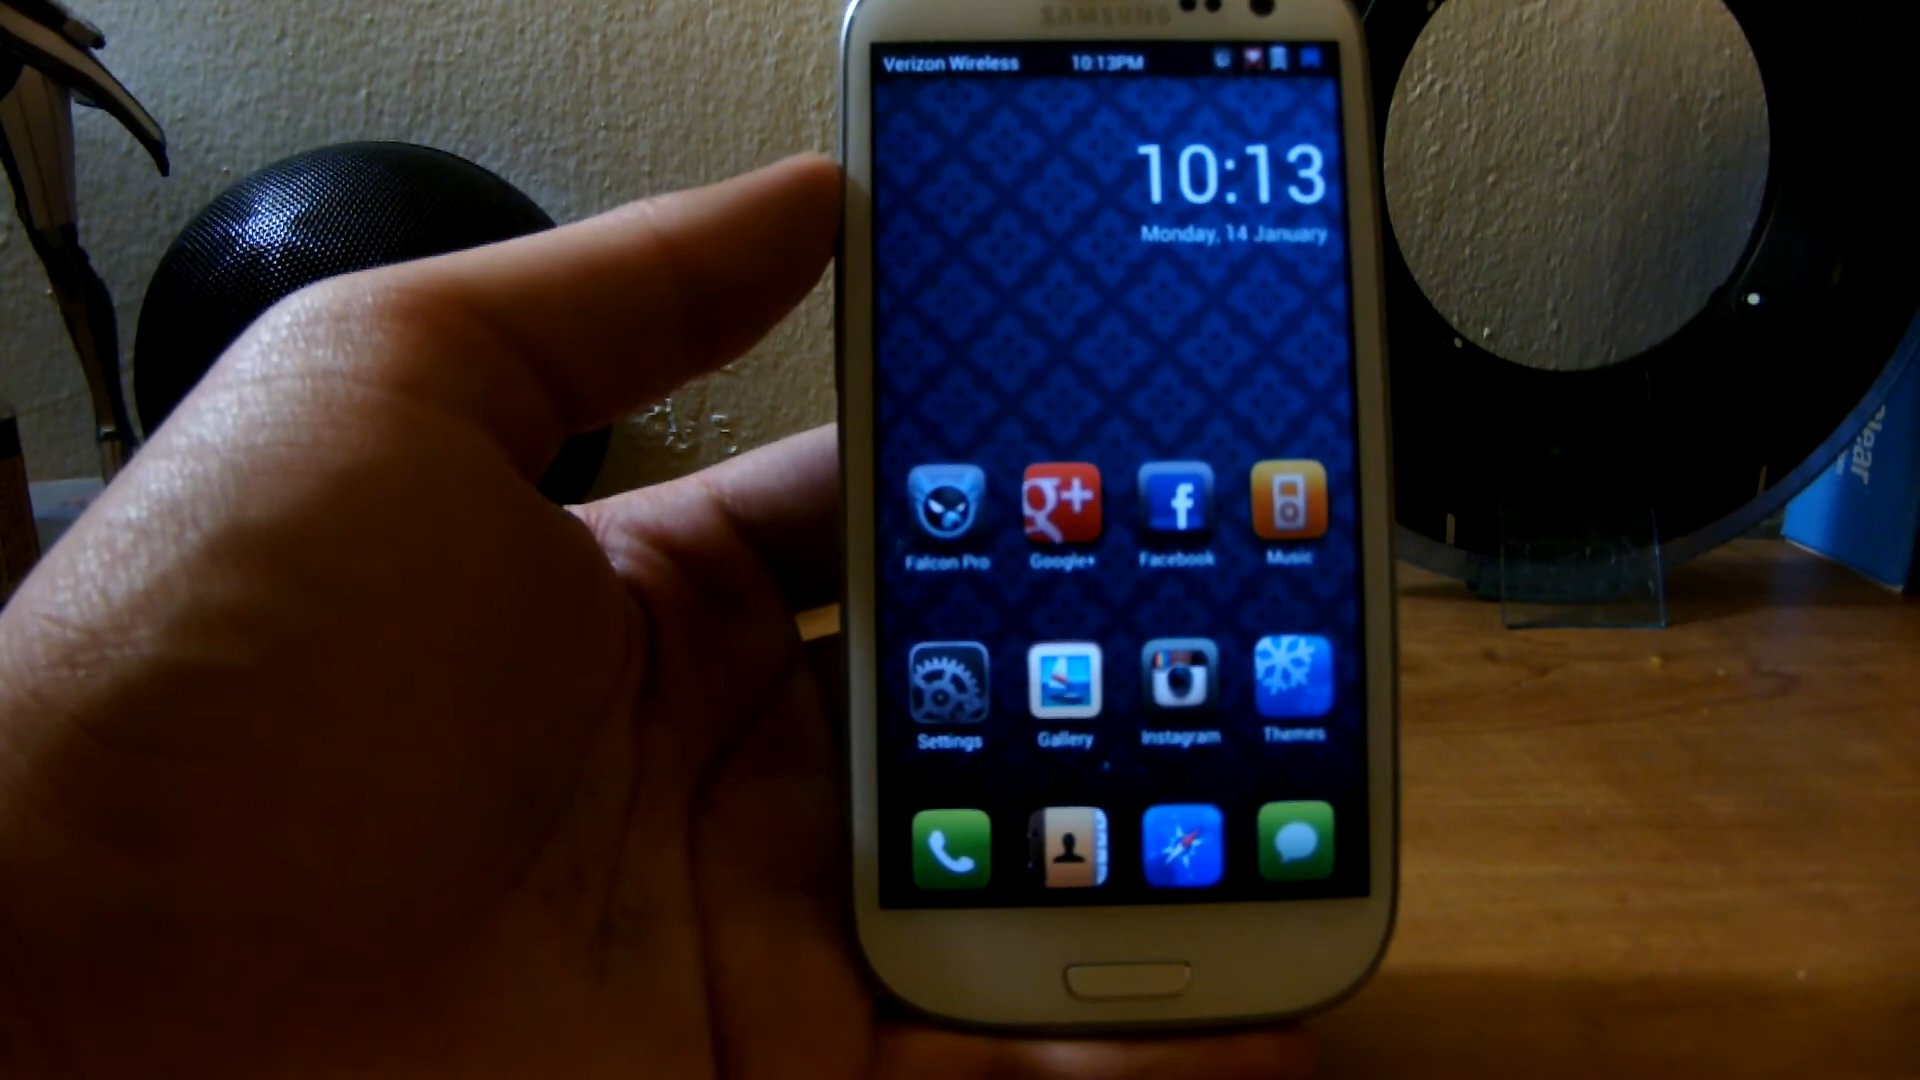 SAMSUNG
Verizon Wireless 10:13PM
10:13
Monday, 14 January
Falcon Pro Google+ Facebook Music
Settings Gallery Instagram Themes